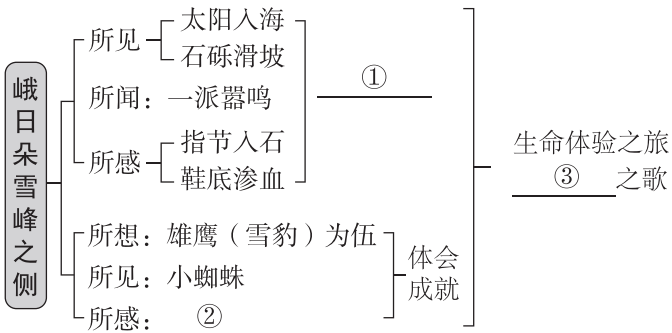 峨日朵雪峰之侧
所见
太阳入海
石砾滑坡
所闻：一派嚣鸣
所感
指节入石
鞋底渗血
①
所想：雄鹰（雪豹）为伍
所见：小蜘蛛
所感： ②
体会
成就
生命体验之旅
③ 之歌